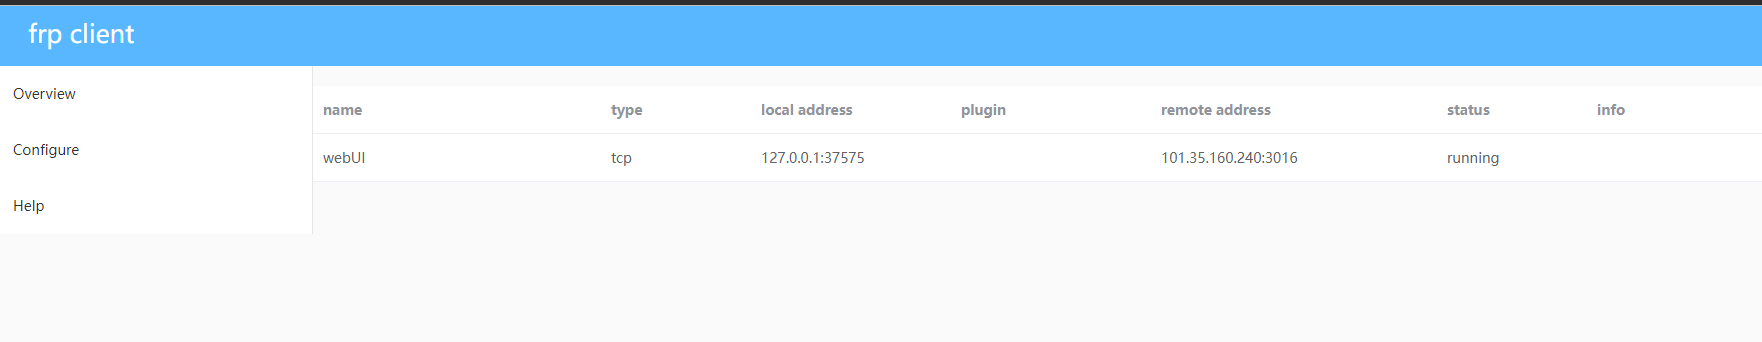 frp client
Overview
Configure
Help
name type local address plugin remote address status info
webUI tcp 127.0.0.1:37575 101.35.160.240:3016 running